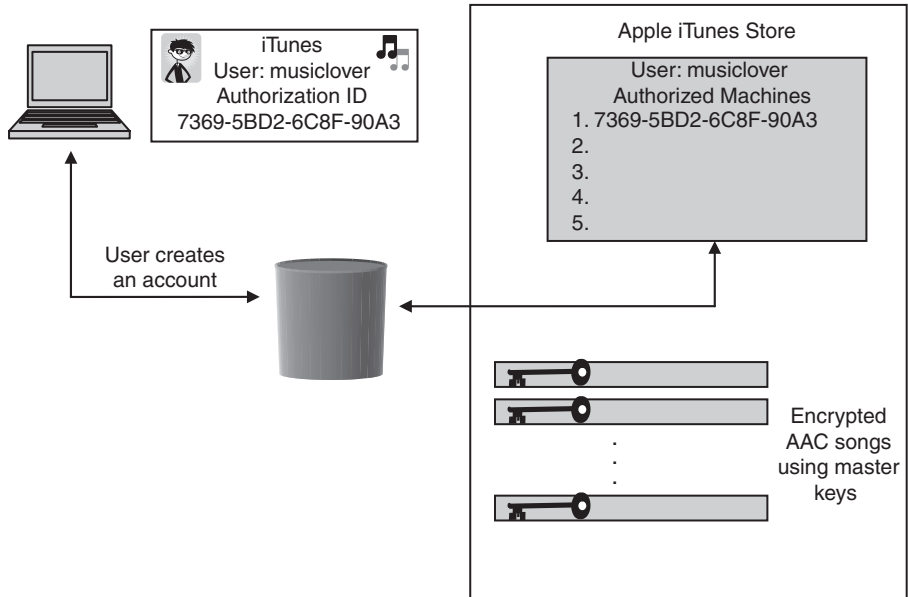 iTunes
User: musiclover
Authorization ID
7369-5BD2-6C8F-90A3
User creates
an account
Apple iTunes Store
User: musiclover
Authorized Machines
1. 7369-5BD2-6C8F-90A3
2.
3.
4.
5.
Encrypted
AAC songs
using master
keys